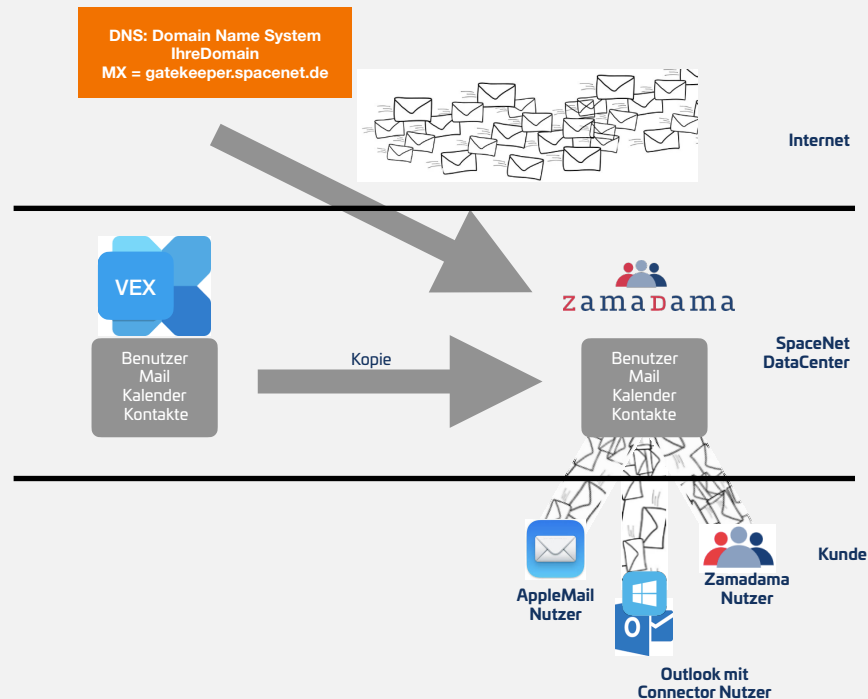 DNS: Domain Name System
IhreDomain
MX = gatekeeper.spacenet.de
Internet
VEX
zamaDama
Benutzer
Mail
Kalender
Kontakte
Kopie
Benutzer
Mail
Kalender
Kontakte
SpaceNet
DataCenter
AppleMail
Nutzer
Zamadama
Nutzer
Kunde
O
Outlook mit
Connector Nutzer